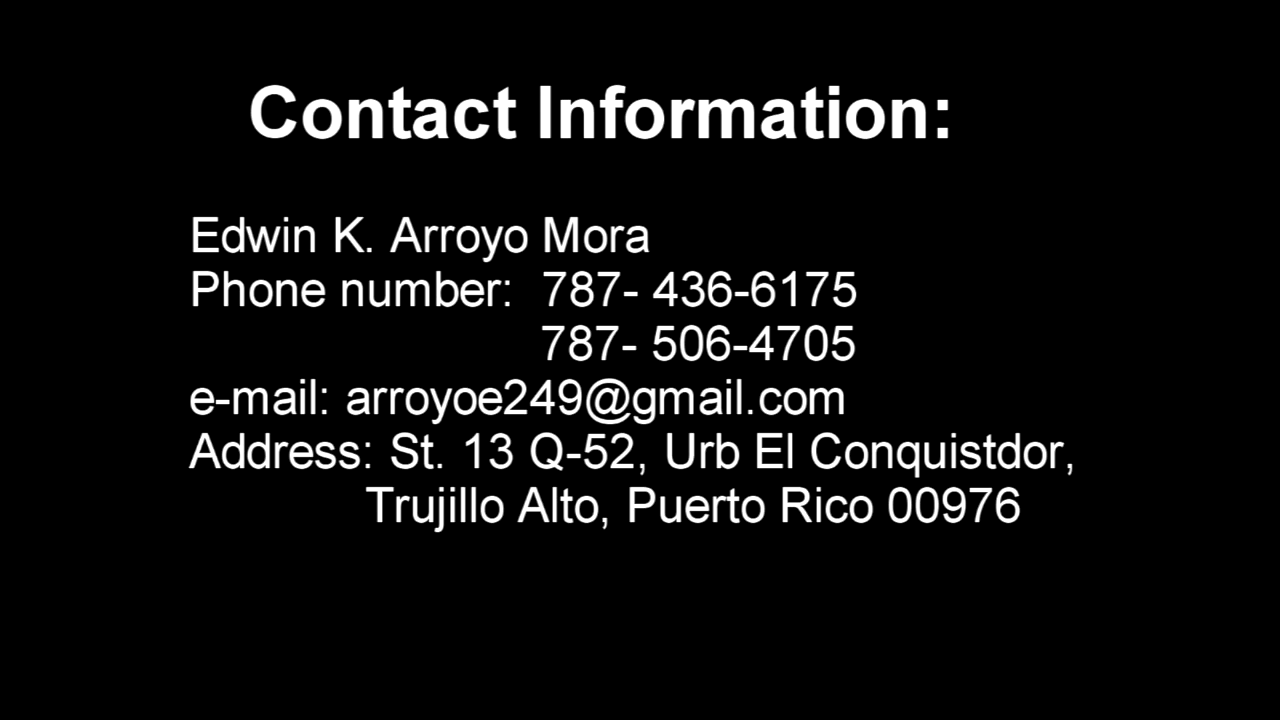 Contact Information:
Edwin K. Arroyo Mora
Phone number: 787- 436-6175
787- 506-4705
e-mail: arroyoe249@gmail.com
Address: St. 13 Q-52, Urb El Conquistdor,
Trujillo Alto, Puerto Rico 00976